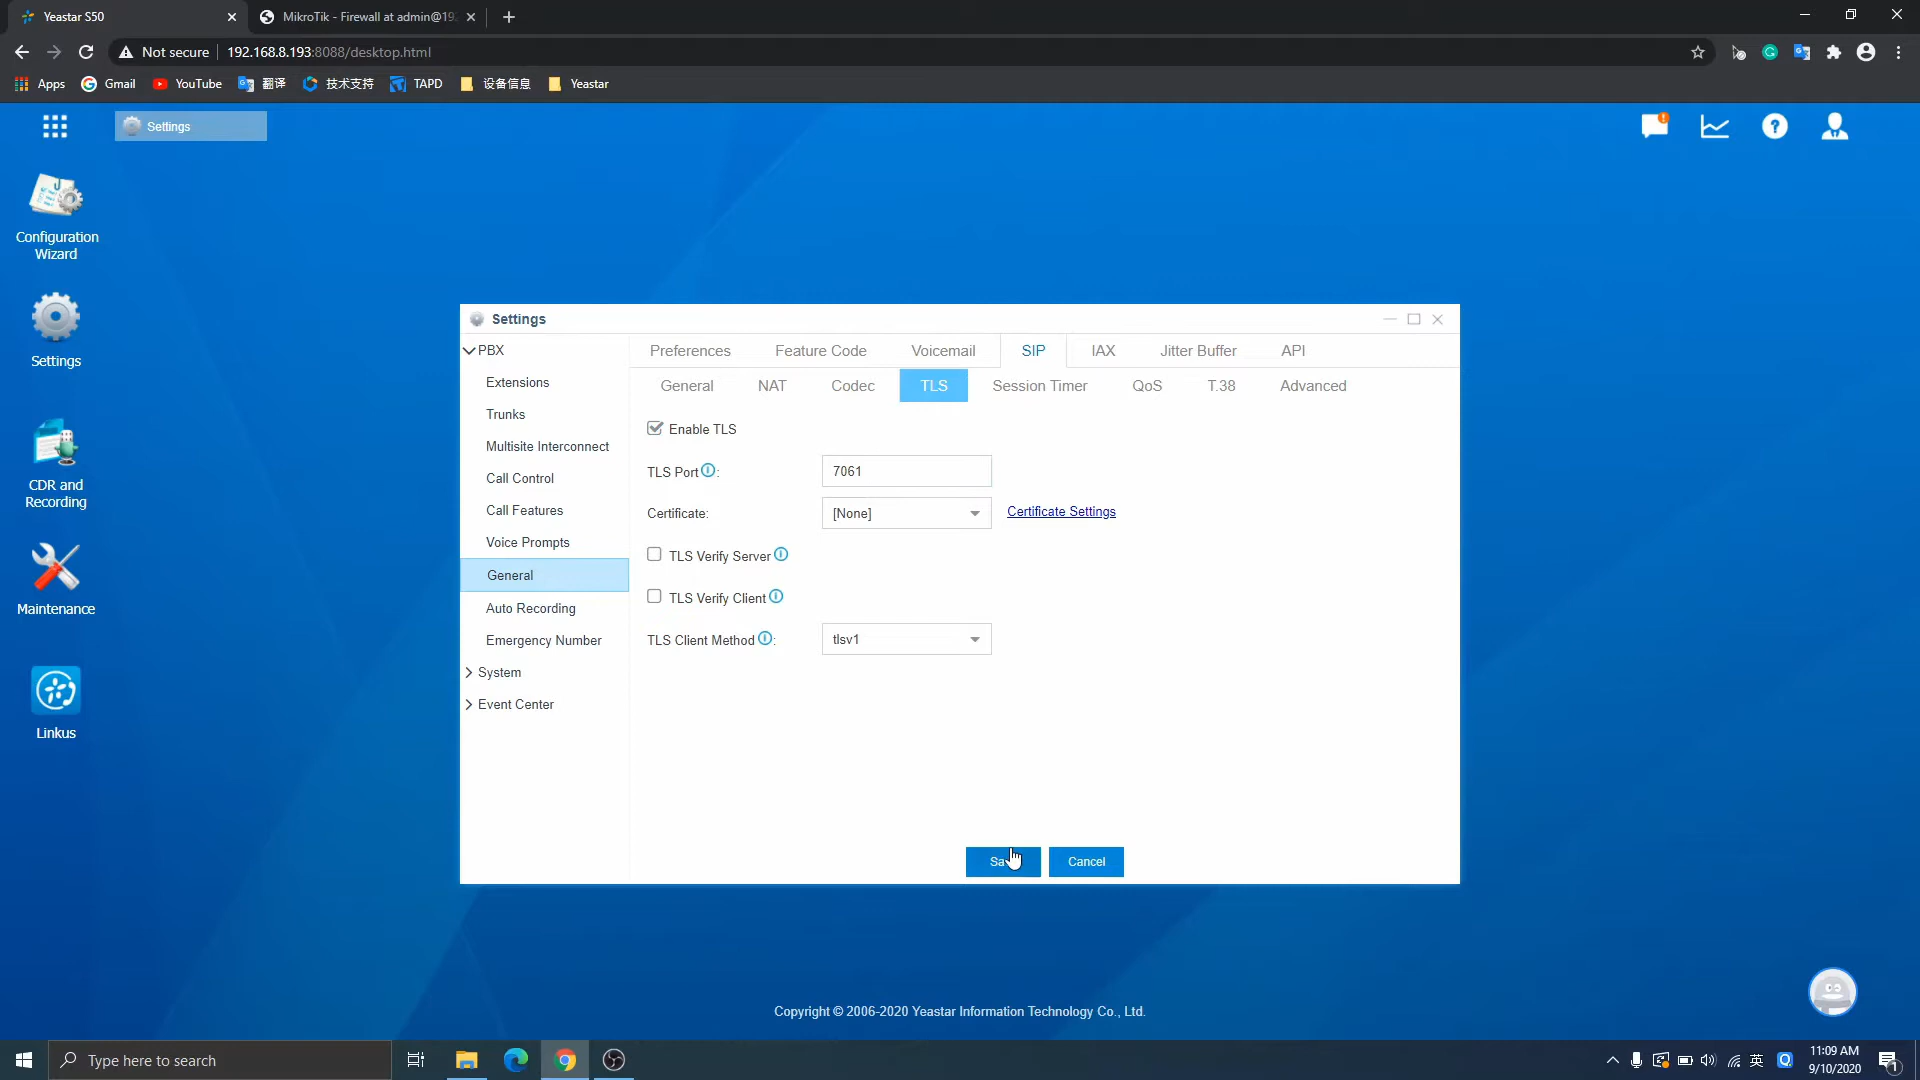 Yeastar S50
MikroTik - Firewall at admin@192
Not secure
192.168.8.193:8088/desktop.html
Apps
Gmail
YouTube
翻译
技术支持
TAPD
设备信息
Yeastar
Settings
Configuration
Wizard
Settings
CDR and
Recording
Maintenance
Linkus
Settings
PBX
Extensions
Trunks
Multisite Interconnect
Call Control
Call Features
Voice Prompts
General
Auto Recording
Emergency Number
System
Event Center
Preferences
Feature Code
Voicemail
SIP
IAX
Jitter Buffer
API
General
NAT
Codec
TLS
Session Timer
QoS
T.38
Advanced
Enable TLS
TLS Port :
7061
Certificate:
[None]
Certificate Settings
TLS Verify Server
TLS Verify Client
TLS Client Method :
tlsv1
Cancel
Copyright © 2006-2020 Yeastar Information Technology Co., Ltd.
Type here to search
英
11:09 AM
9/10/2020
1